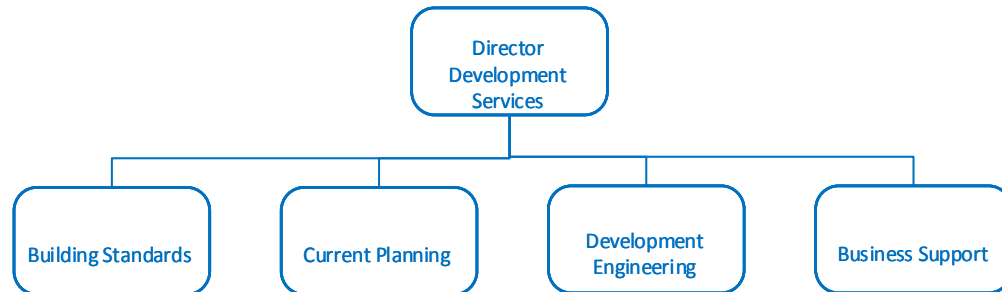 Director
Development
Services
Building Standards
Current Planning
Development
Engineering
Business Support